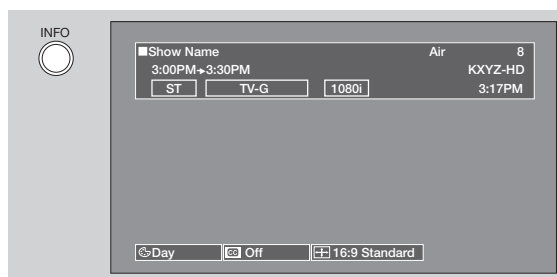 INFO
Show Name Air 8
3:00PM→3:30PM KXYZ-HD
ST TV-G 1080i 3:17PM
Day CC Off 16:9 Standard